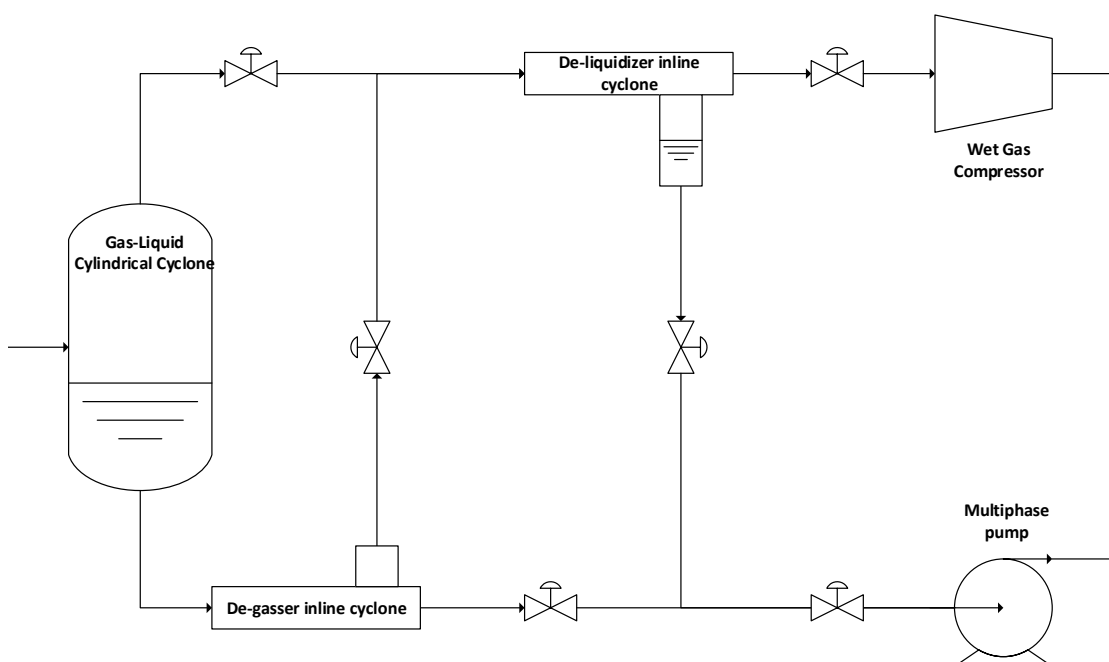 De-liquidizer inline
cyclone
Wet Gas
Compressor
Gas-Liquid
Cylindrical Cyclone
Multiphase
pump
De-gasser inline cyclone